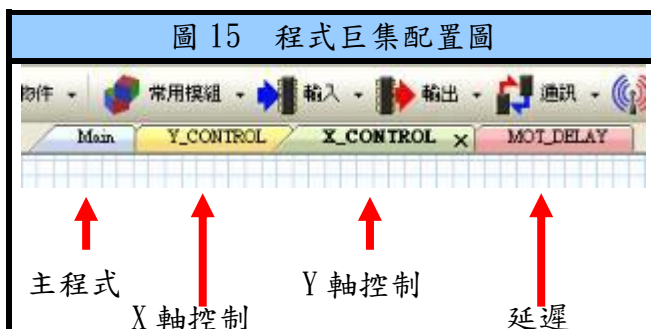 圖 15 程式巨集配置圖
物件 常用模組 輸入 輸出 通訊
Main Y_CONTROL X_CONTROL x MOT_DELAY
主程式 Y 軸控制
X 軸控制 延遲